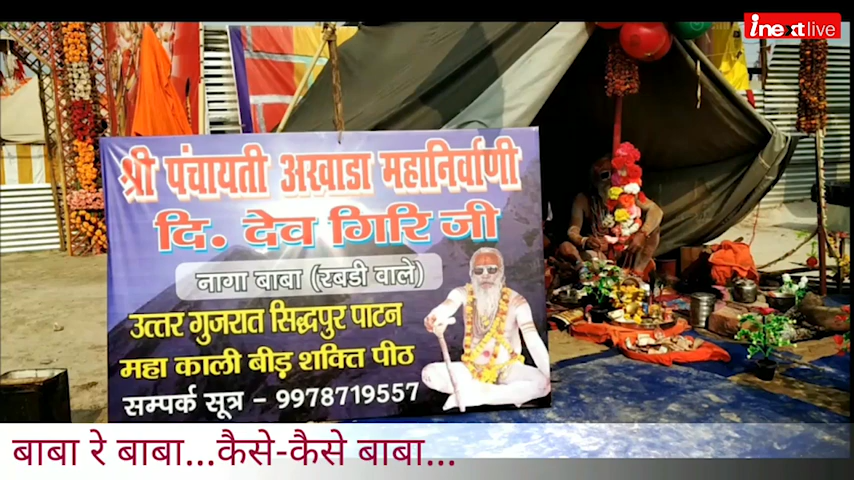 inextlive
श्री पंचायती अखाडा महानिर्वाणी
दि. देव गिरि जी
नागा बाबा (रबडी वाले)
उत्तर गुजरात सिद्धपुर पाटन
महा काली बीड़ शक्ति पीठ
सम्पर्क सूत्र - 9978719557
बाबा रे बाबा...कैसे-कैसे बाबा...